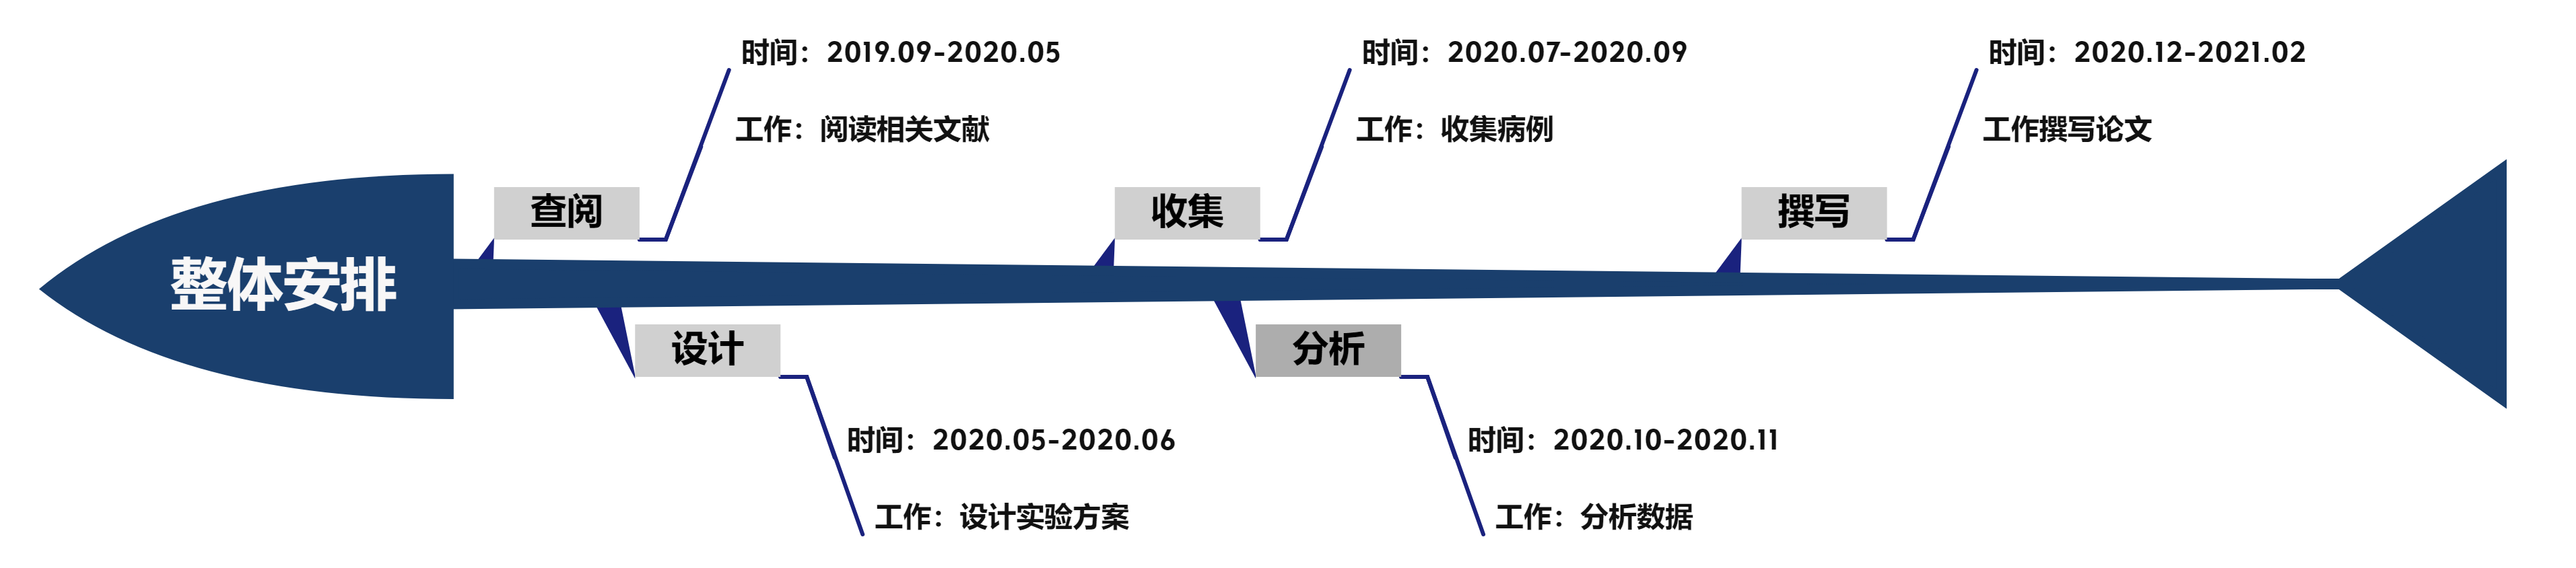 整体安排
查阅
时间：2019.09-2020.05
工作：阅读相关文献
设计
时间：2020.05-2020.06
工作：设计实验方案
收集
时间：2020.07-2020.09
工作：收集病例
分析
时间：2020.10-2020.11
工作：分析数据
撰写
时间：2020.12-2021.02
工作撰写论文